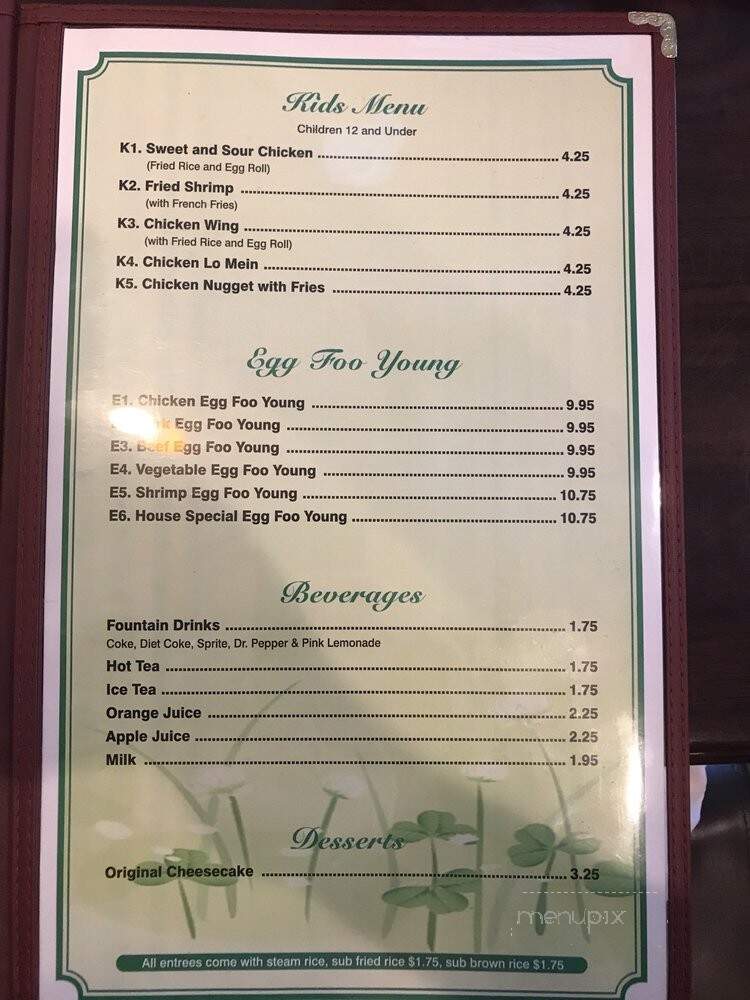 Kids Menu
Children 12 and Under
K1. Sweet and Sour Chicken 4.25
(Fried Rice and Egg Roll)
K2. Fried Shrimp 4.25
(with French Fries)
K3. Chicken Wing 4.25
(with Fried Rice and Egg Roll)
K4. Chicken Lo Mein 4.25
K5. Chicken Nugget with Fries 4.25
Egg Foo Young
E1. Chicken Egg Foo Young 9.95
Egg Foo Young 9.95
E3. Beef Egg Foo Young 9.95
E4. Vegetable Egg Foo Young 9.95
E5. Shrimp Egg Foo Young 10.75
E6. House Special Egg Foo Young 10.75
Beverages
Fountain Drinks 1.75
Coke, Diet Coke, Sprite, Dr. Pepper & Pink Lemonade
Hot Tea 1.75
Ice Tea 1.75
Orange Juice 2.25
Apple Juice 2.25
Milk 1.95
Desserts
Original Cheesecake 3.25
menupix
All entrees come with steam rice, sub fried rice $1.75, sub brown rice $1.75